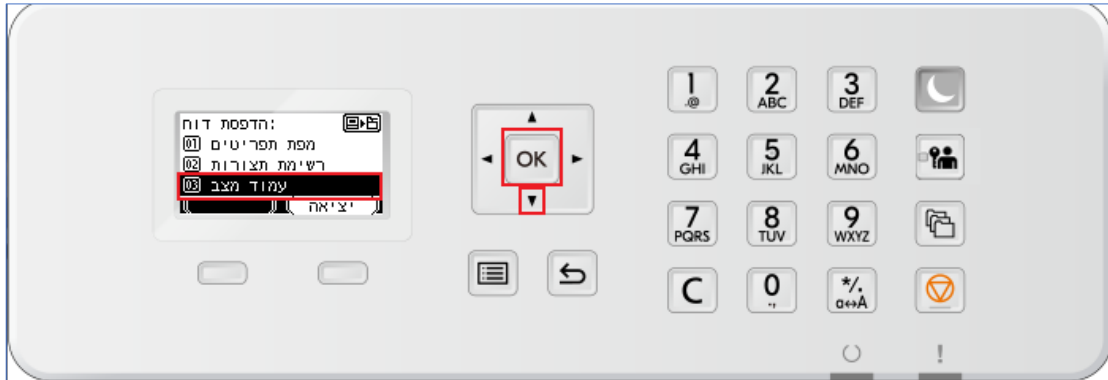 הדפסת דוח:
01 מפת תפריטים
02 רשימת תצורות
03 עמוד מצב
יציאה
OK
1 .@
2 ABC
3 DEF
4 GHI
5 JKL
6 MNO
7 PQRS
8 TUV
9 WXYZ
C
0 .,
*/. a↔A
!